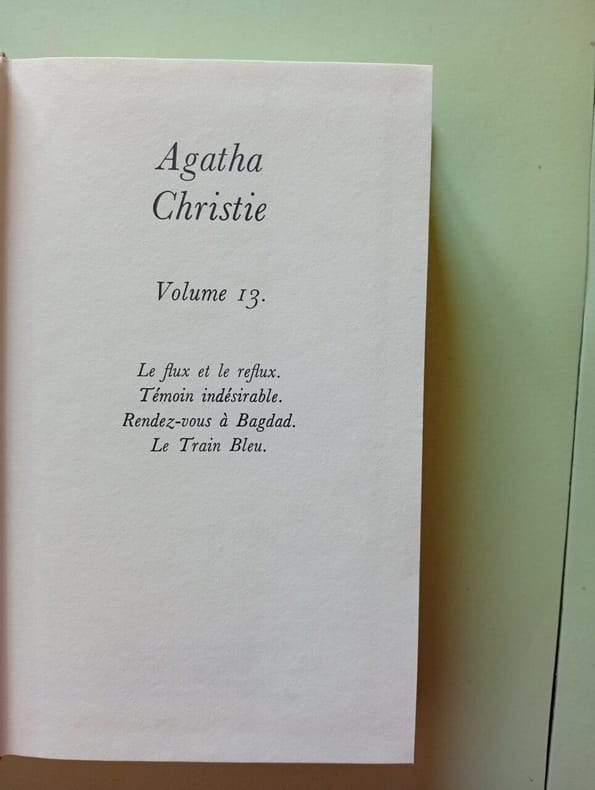 Agatha
Christie
Volume 13.
Le flux et le reflux.
Témoin indésirable.
Rendez-vous à Bagdad.
Le Train Bleu.